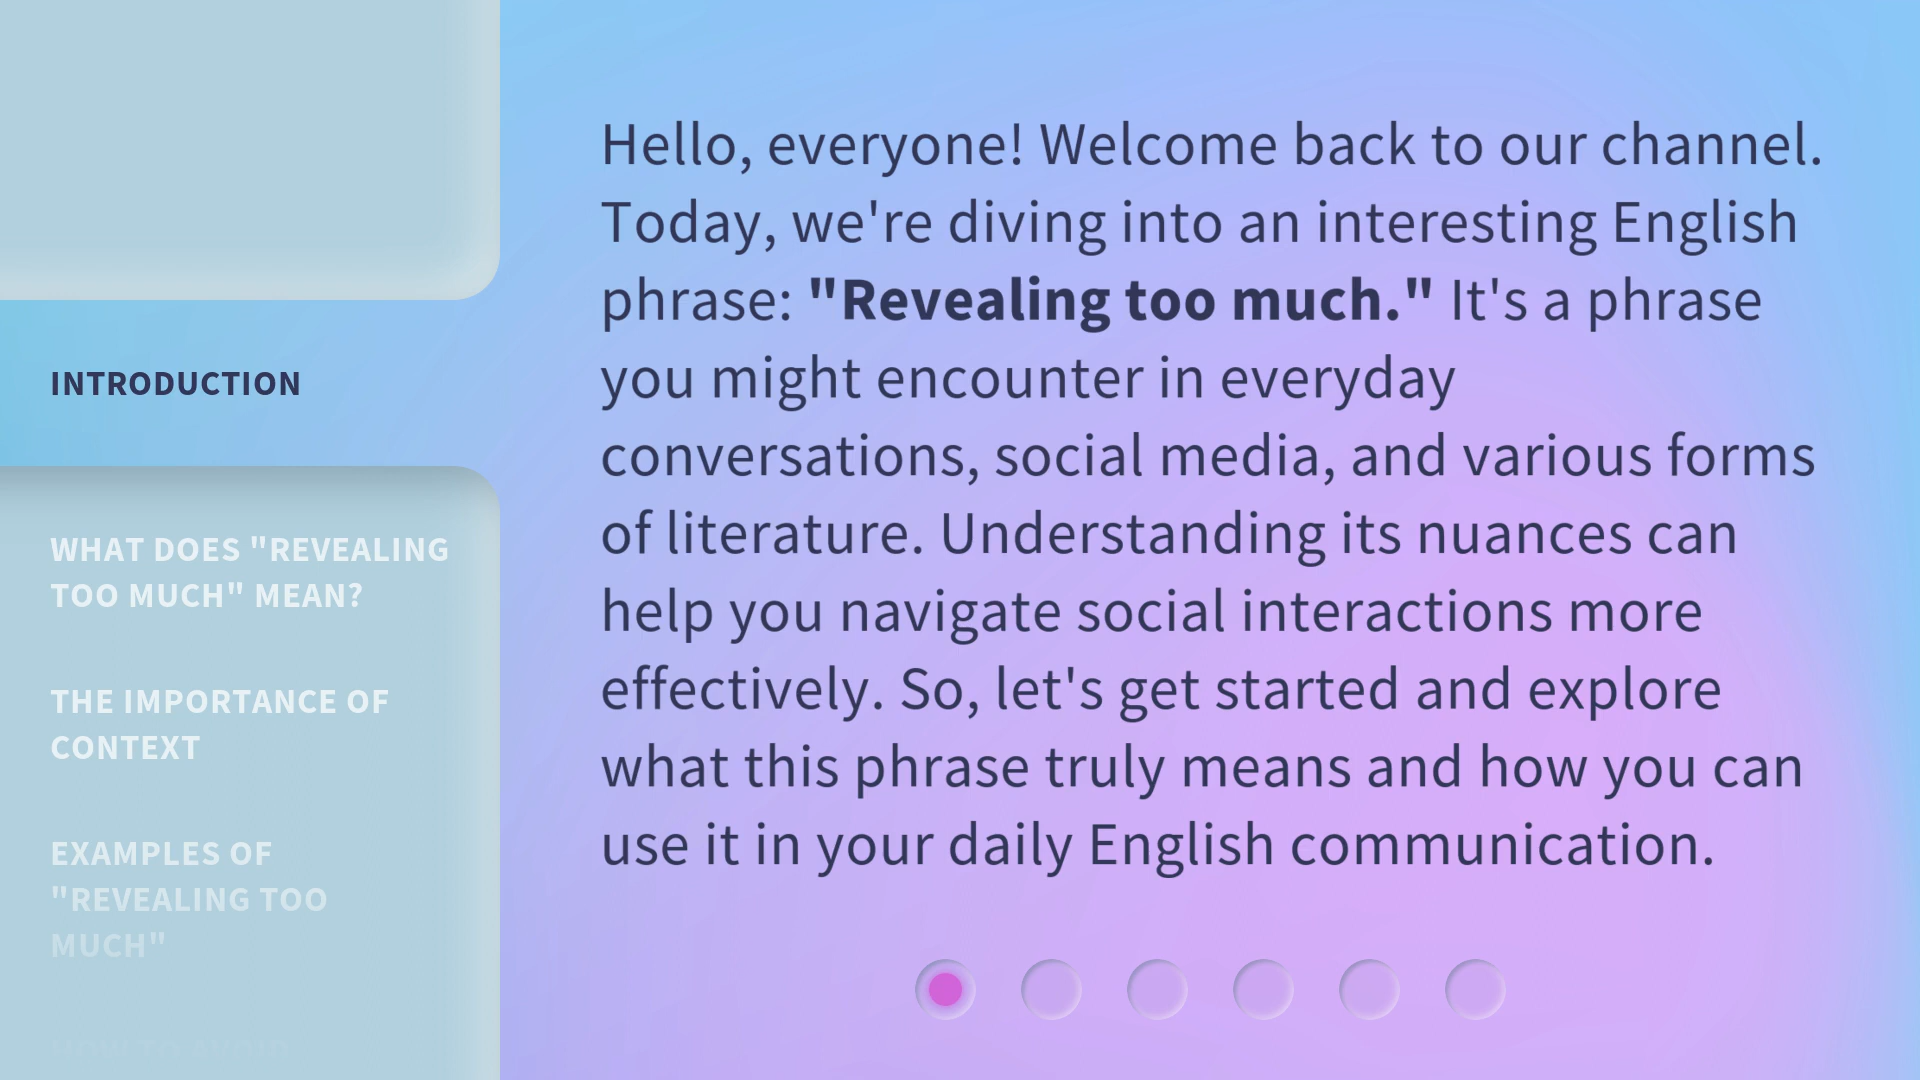 INTRODUCTION
WHAT DOES "REVEALING
TOO MUCH" MEAN?
THE IMPORTANCE OF
CONTEXT
EXAMPLES OF
"REVEALING TOO
MUCH"
HOW TO AVOID
Hello, everyone! Welcome back to our channel.
Today, we're diving into an interesting English
phrase: "Revealing too much." It's a phrase
you might encounter in everyday
conversations, social media, and various forms
of literature. Understanding its nuances can
help you navigate social interactions more
effectively. So, let's get started and explore
what this phrase truly means and how you can
use it in your daily English communication.